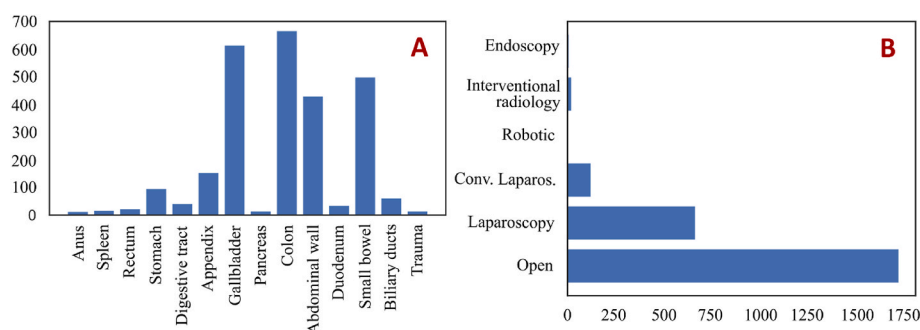 700
600
500
400
300
200
100
0
A
Anus
Spleen
Rectum
Stomach
Digestive tract
Appendix
Gallbladder
Pancreas
Colon
Abdominal wall
Duodenum
Small bowel
Biliary ducts
Trauma
B
Endoscopy
Interventional
radiology
Robotic
Conv. Laparos.
Laparoscopy
Open
0 250 500 750 1000 1250 1500 1750